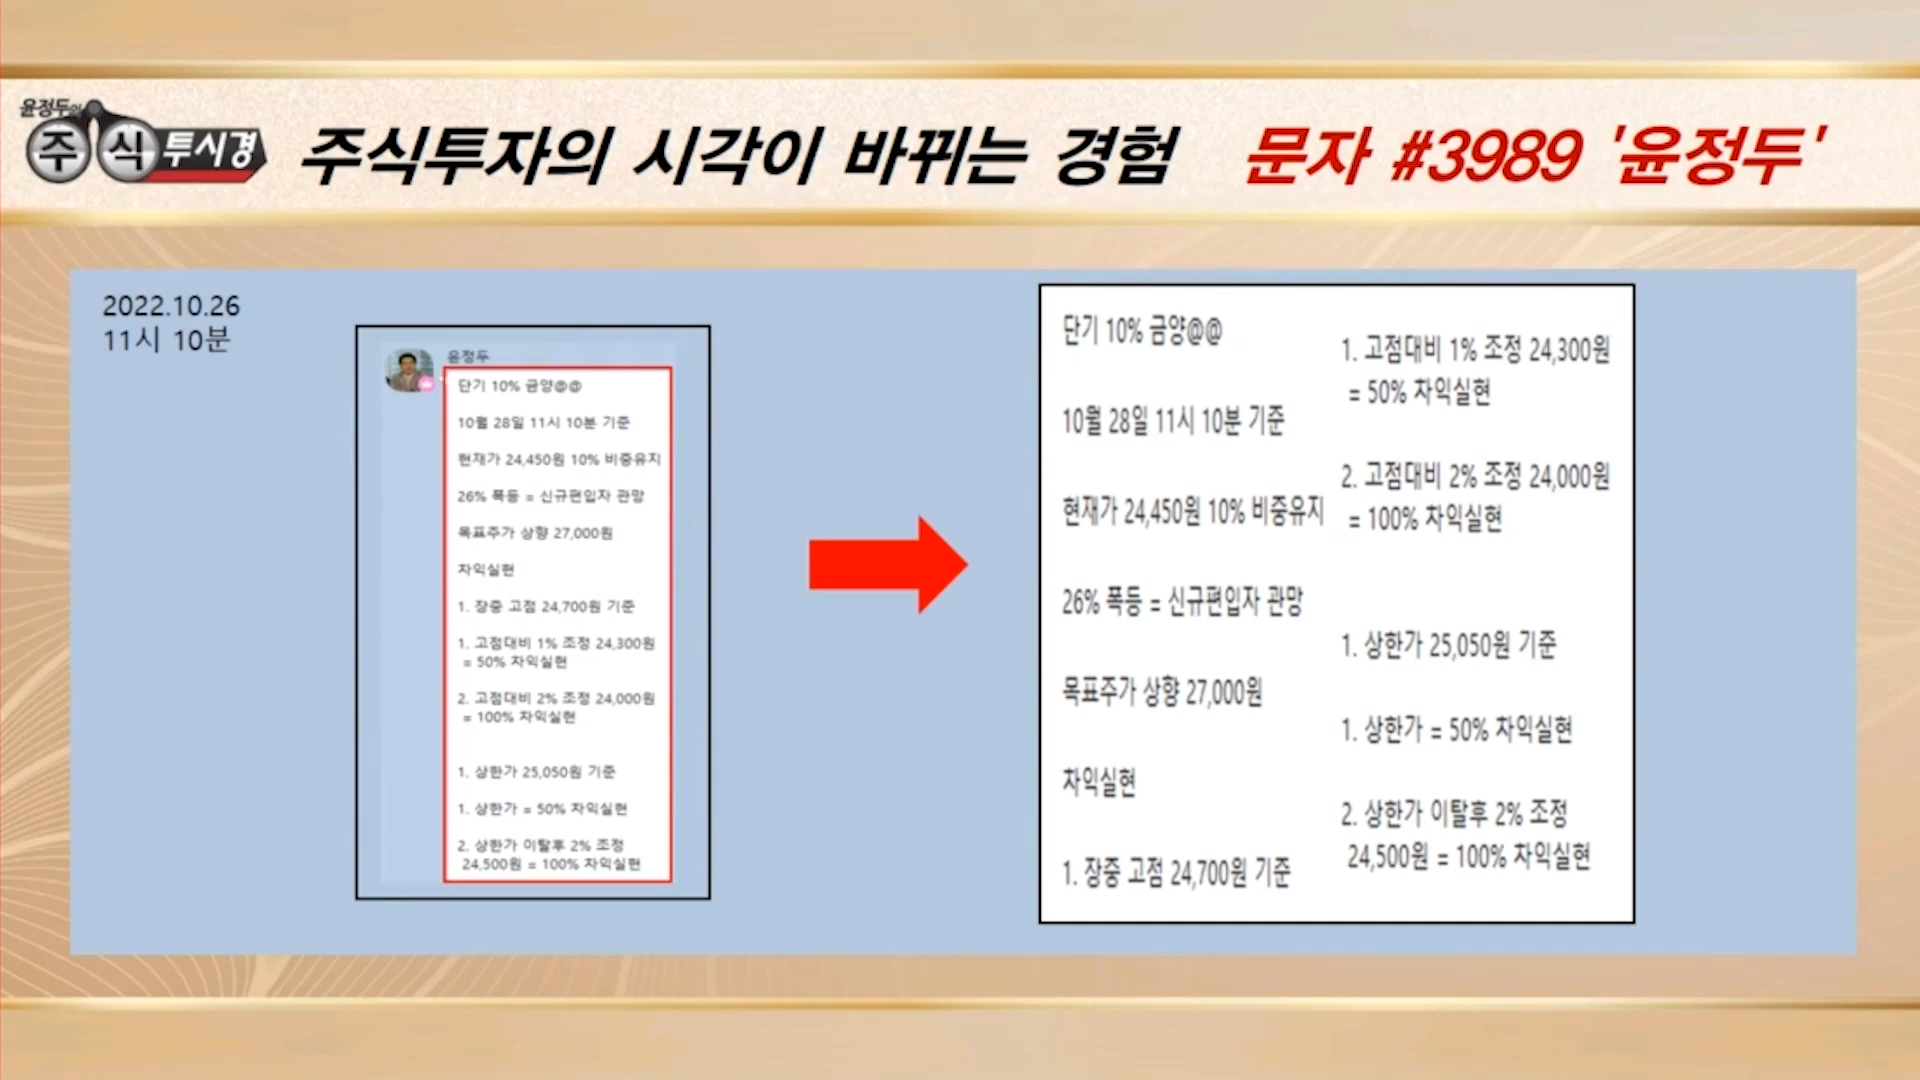 윤정두의
주식투시경
주식투자의 시각이 바뀌는 경험 문자 #3989 '윤정두'
2022.10.26
11시 10분
윤정두
단기 10% 금양@@
10월 28일 11시 10분 기준
현재가 24,450원 10% 비중유지
26% 폭등 = 신규편입자 관망
목표주가 상향 27,000원
차익실현
1. 장중 고점 24,700원 기준
1. 고점대비 1% 조정 24,300원
= 50% 차익실현
2. 고점대비 2% 조정 24,000원
= 100% 차익실현
1. 상한가 25,050원 기준
1. 상한가 = 50% 차익실현
2. 상한가 이탈후 2% 조정
24,500원 = 100% 차익실현
단기 10% 금양@@
10월 28일 11시 10분 기준
현재가 24,450원 10% 비중유지
26% 폭등 = 신규편입자 관망
목표주가 상향 27,000원
차익실현
1. 장중 고점 24,700원 기준
1. 고점대비 1% 조정 24,300원
= 50% 차익실현
2. 고점대비 2% 조정 24,000원
= 100% 차익실현
1. 상한가 25,050원 기준
1. 상한가 = 50% 차익실현
2. 상한가 이탈후 2% 조정
24,500원 = 100% 차익실현